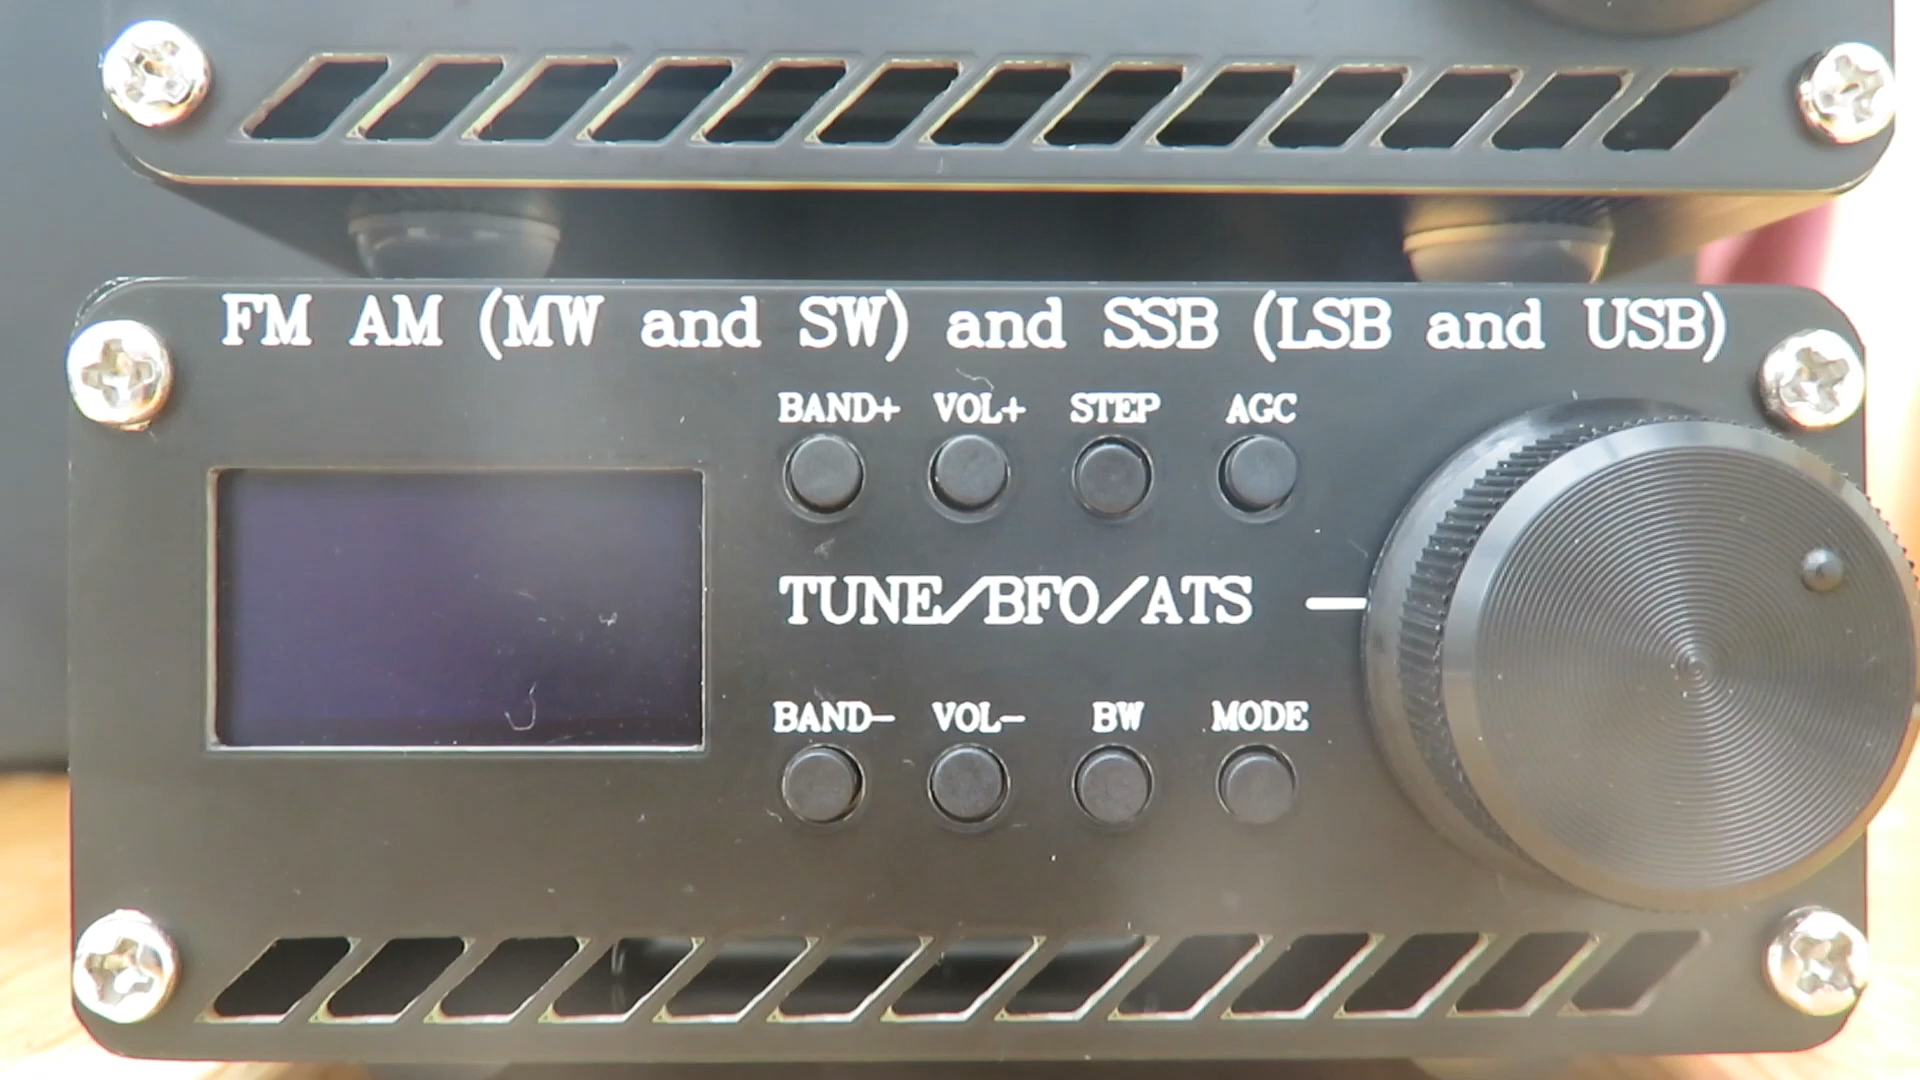 FM AM (MW and SW) and SSB (LSB and USB)
BAND+ VOL+ STEP AGC
TUNE/BFO/ATS
BAND- VOL- BW MODE